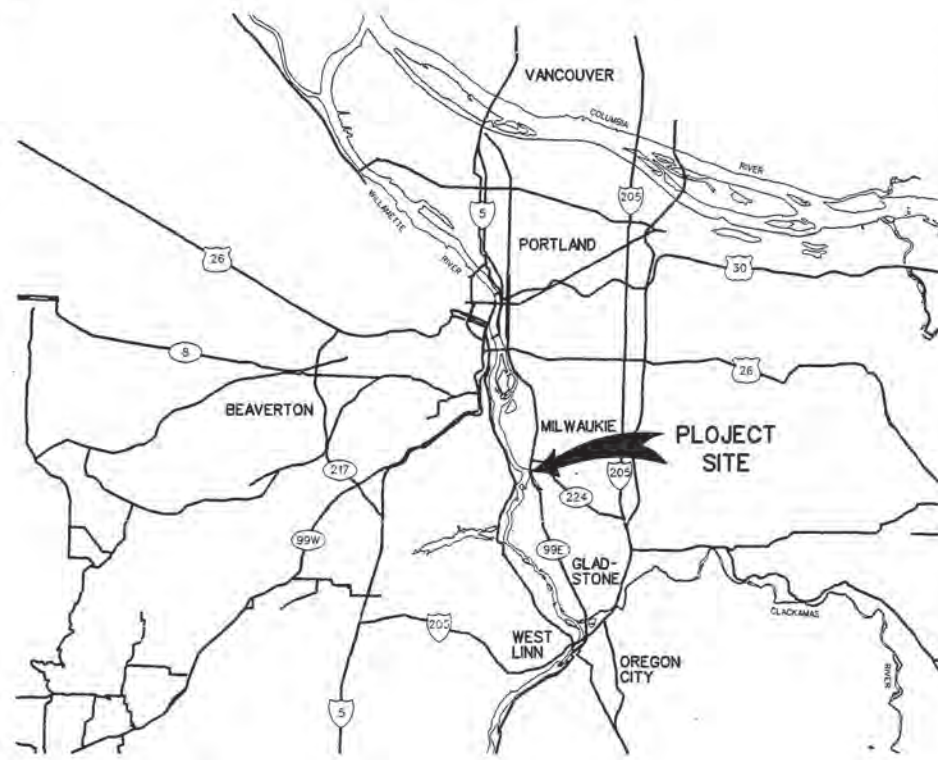 VANCOUVER
COLUMBIA
RIVER
205
5
WILLAMETTE
RIVER
PORTLAND
26
30
8
26
BEAVERTON
MILWAUKIE
PLOJECT
SITE
217
205
224
99W
99E
GLAD-
STONE
CLACKAMAS
RIVER
205
WEST
LINN
OREGON
CITY
5